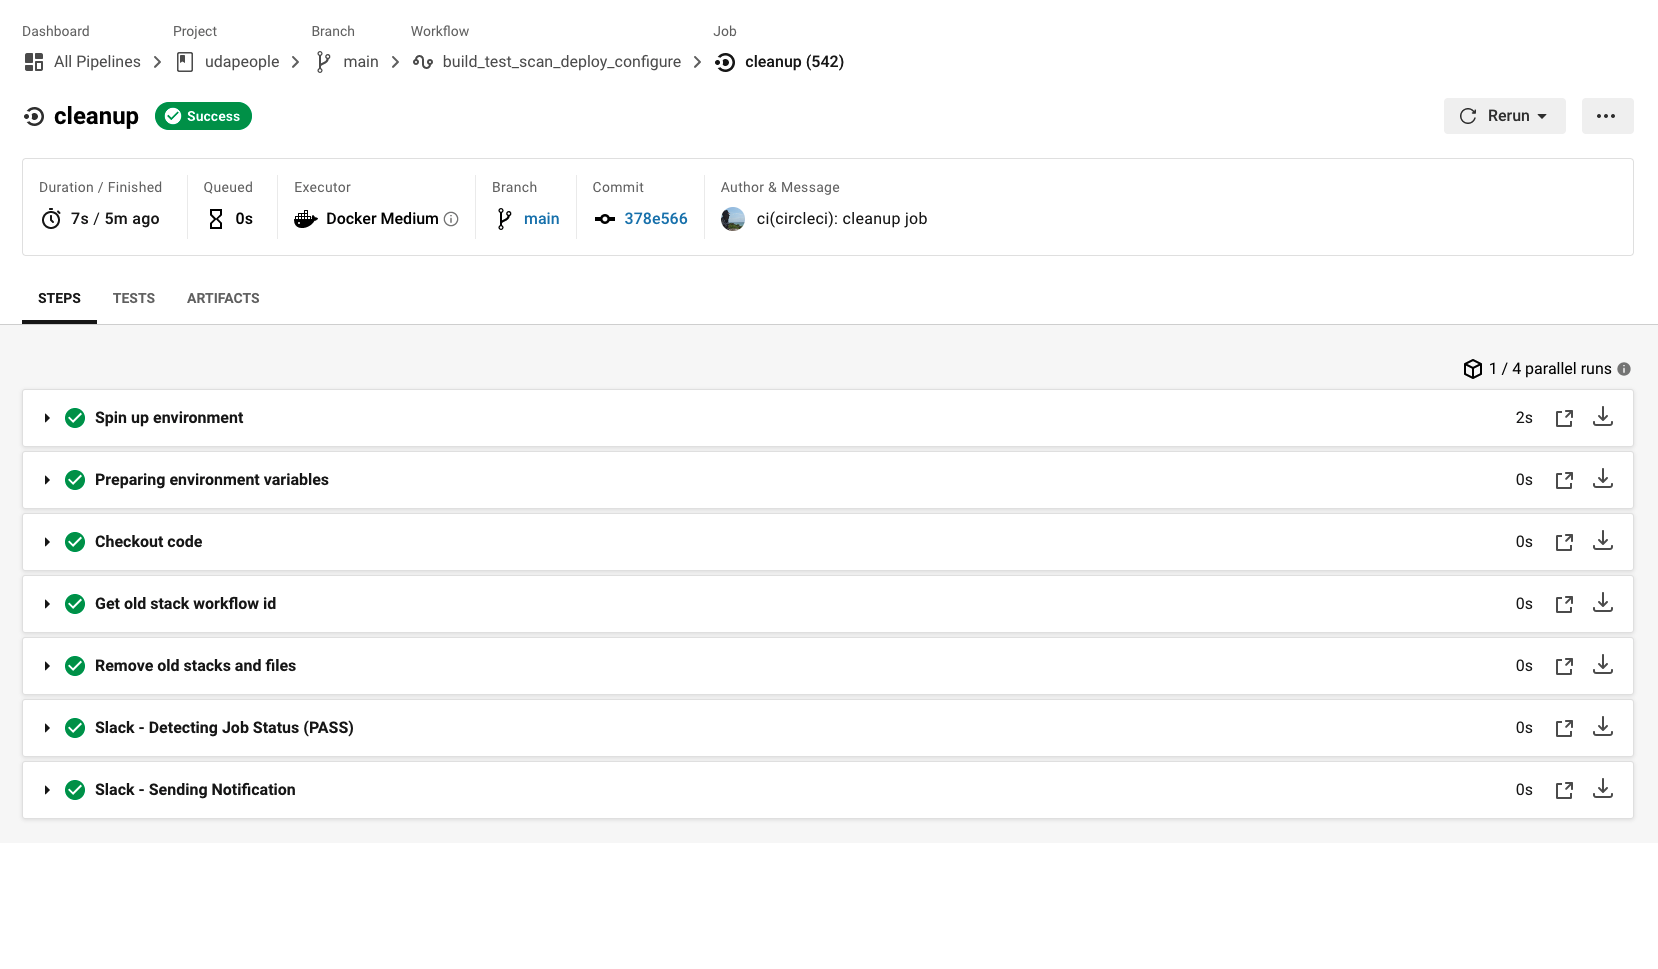 Dashboard Project Branch Workflow Job
All Pipelines udapeople main build_test_scan_deploy_configure cleanup (542)
cleanup Success Rerun
Duration / Finished Queued Executor Branch Commit Author & Message
7s / 5m ago 0s Docker Medium main 378e566 ci(circleci): cleanup job
STEPS TESTS ARTIFACTS
1 / 4 parallel runs
Spin up environment 2s
Preparing environment variables 0s
Checkout code 0s
Get old stack workflow id 0s
Remove old stacks and files 0s
Slack - Detecting Job Status (PASS) 0s
Slack - Sending Notification 0s